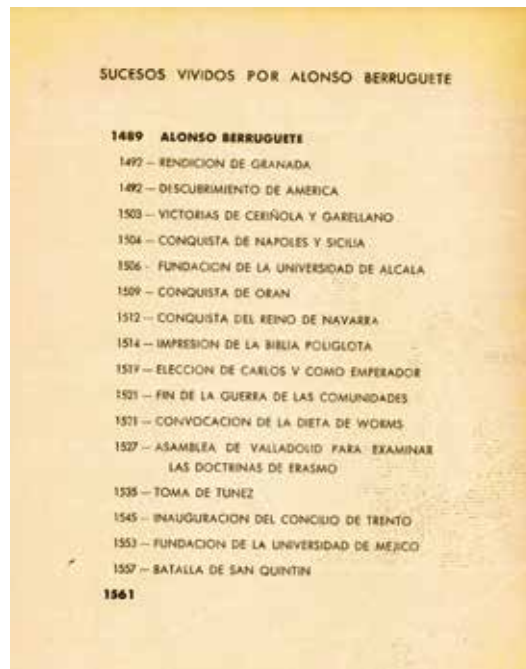 SUCESOS VIVIDOS POR ALONSO BERRUGUETE
1489 ALONSO BERRUGUETE
1492 — RENDICION DE GRANADA
1492 — DESCUBRIMIENTO DE AMERICA
1503 — VICTORIAS DE CERIÑOLA Y GARELLANO
1504 — CONQUISTA DE NAPOLES Y SICILIA
1506 - FUNDACION DE LA UNIVERSIDAD DE ALCALA
1509 — CONQUISTA DE ORAN
1512 — CONQUISTA DEL REINO DE NAVARRA
1514 — IMPRESION DE LA BIBLIA POLIGLOTA
1519 — ELECCION DE CARLOS V COMO EMPERADOR
1521 — FIN DE LA GUERRA DE LAS COMUNIDADES
1521 — CONVOCACION DE LA DIETA DE WORMS
1527 — ASAMBLEA DE VALLADOLID PARA EXAMINAR
LAS DOCTRINAS DE ERASMO
1535 — TOMA DE TUNEZ
1545 — INAUGURACION DEL CONCILIO DE TRENTO
1553 — FUNDACION DE LA UNIVERSIDAD DE MEJICO
1557 — BATALLA DE SAN QUINTIN
1561